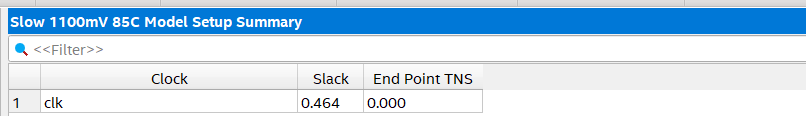 Slow 1100mV 85C Model Setup Summary
<<Filter>>
Clock Slack End Point TNS
1 clk 0.464 0.000